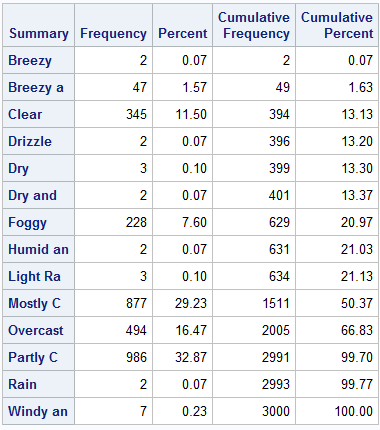 Summary Frequency Percent Cumulative Frequency Cumulative Percent
Breezy 2 0.07 2 0.07
Breezy a 47 1.57 49 1.63
Clear 345 11.50 394 13.13
Drizzle 2 0.07 396 13.20
Dry 3 0.10 399 13.30
Dry and 2 0.07 401 13.37
Foggy 228 7.60 629 20.97
Humid an 2 0.07 631 21.03
Light Ra 3 0.10 634 21.13
Mostly C 877 29.23 1511 50.37
Overcast 494 16.47 2005 66.83
Partly C 986 32.87 2991 99.70
Rain 2 0.07 2993 99.77
Windy an 7 0.23 3000 100.00